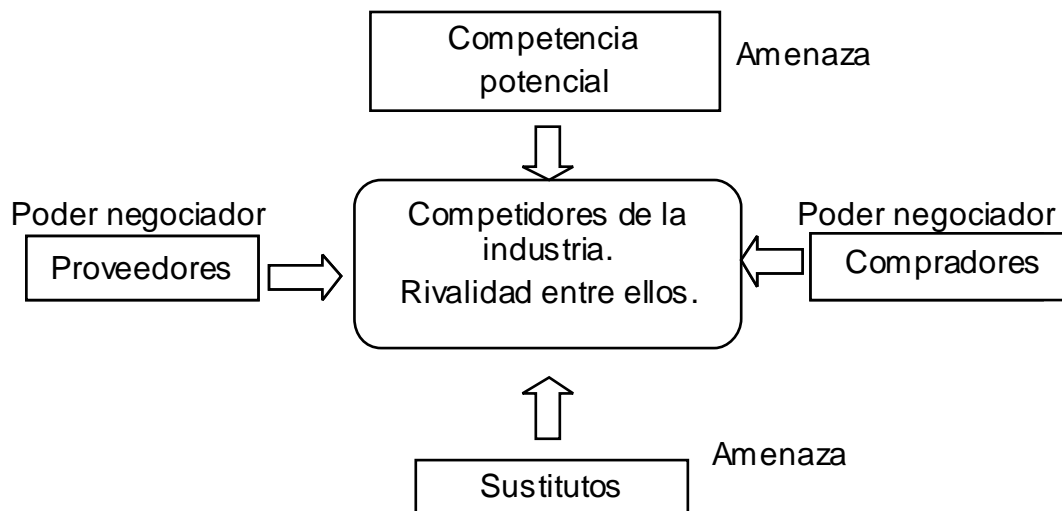 Competencia
potencial
Amenaza
Poder negociador
Proveedores
Competidores de la
industria.
Rivalidad entre ellos.
Poder negociador
Compradores
Amenaza
Sustitutos